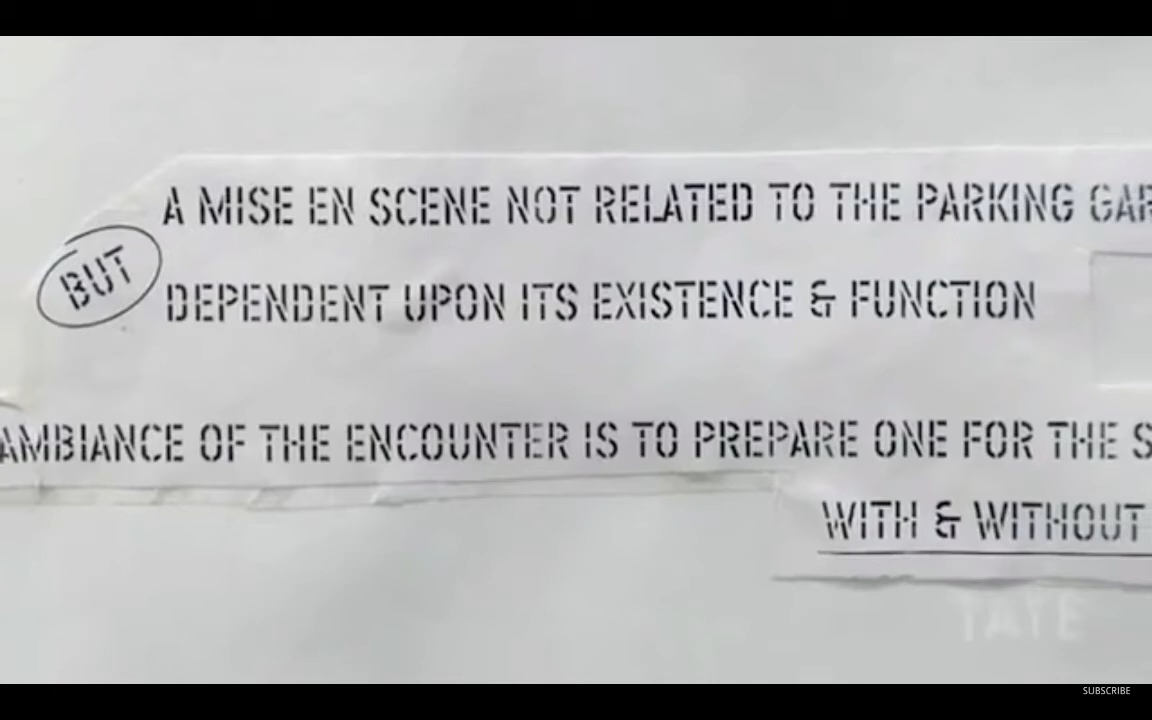 A MISE EN SCENE NOT RELATED TO THE PARKING GAR
BUT
DEPENDENT UPON ITS EXISTENCE & FUNCTION
AMBIANCE OF THE ENCOUNTER IS TO PREPARE ONE FOR THE S
WITH & WITHOUT
TATE
SUBSCRIBE